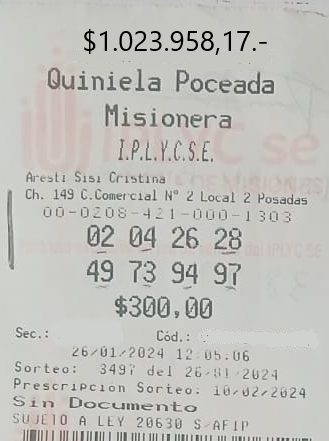 $1.023.958,17.-
Quiniela Poceada
Misionera
I.P.L.Y.C.S.E.
Aresti Sisi Cristina
Ch. 149 C.Comercial N° 2 Local 2 Posadas
00-0208-421-000-1303
02 04 26 28
49 73 94 97
$300,00
Sec.: Cód.:
26/01/2024 12:05:06
Sorteo: 3497 del 26/01/2024
Prescripcion Sorteo: 10/02/2024
Sin Documento
SUJETO A LEY 20630 S/AFIP